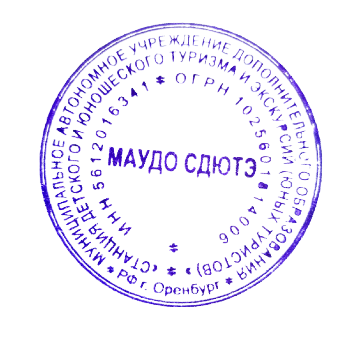 МУНИЦИПАЛЬНОЕ АВТОНОМНОЕ УЧРЕЖДЕНИЕ ДОПОЛНИТЕЛЬНОГО ОБРАЗОВАНИЯ
* РФ г. Оренбург *
«СТАНЦИЯ ДЕТСКОГО И ЮНОШЕСКОГО ТУРИЗМА И ЭКСКУРСИЙ (ЮНЫХ ТУРИСТОВ)» *
ИНН 5612016341 * ОГРН 1025601814006 *
МАУДО СДЮТЭ